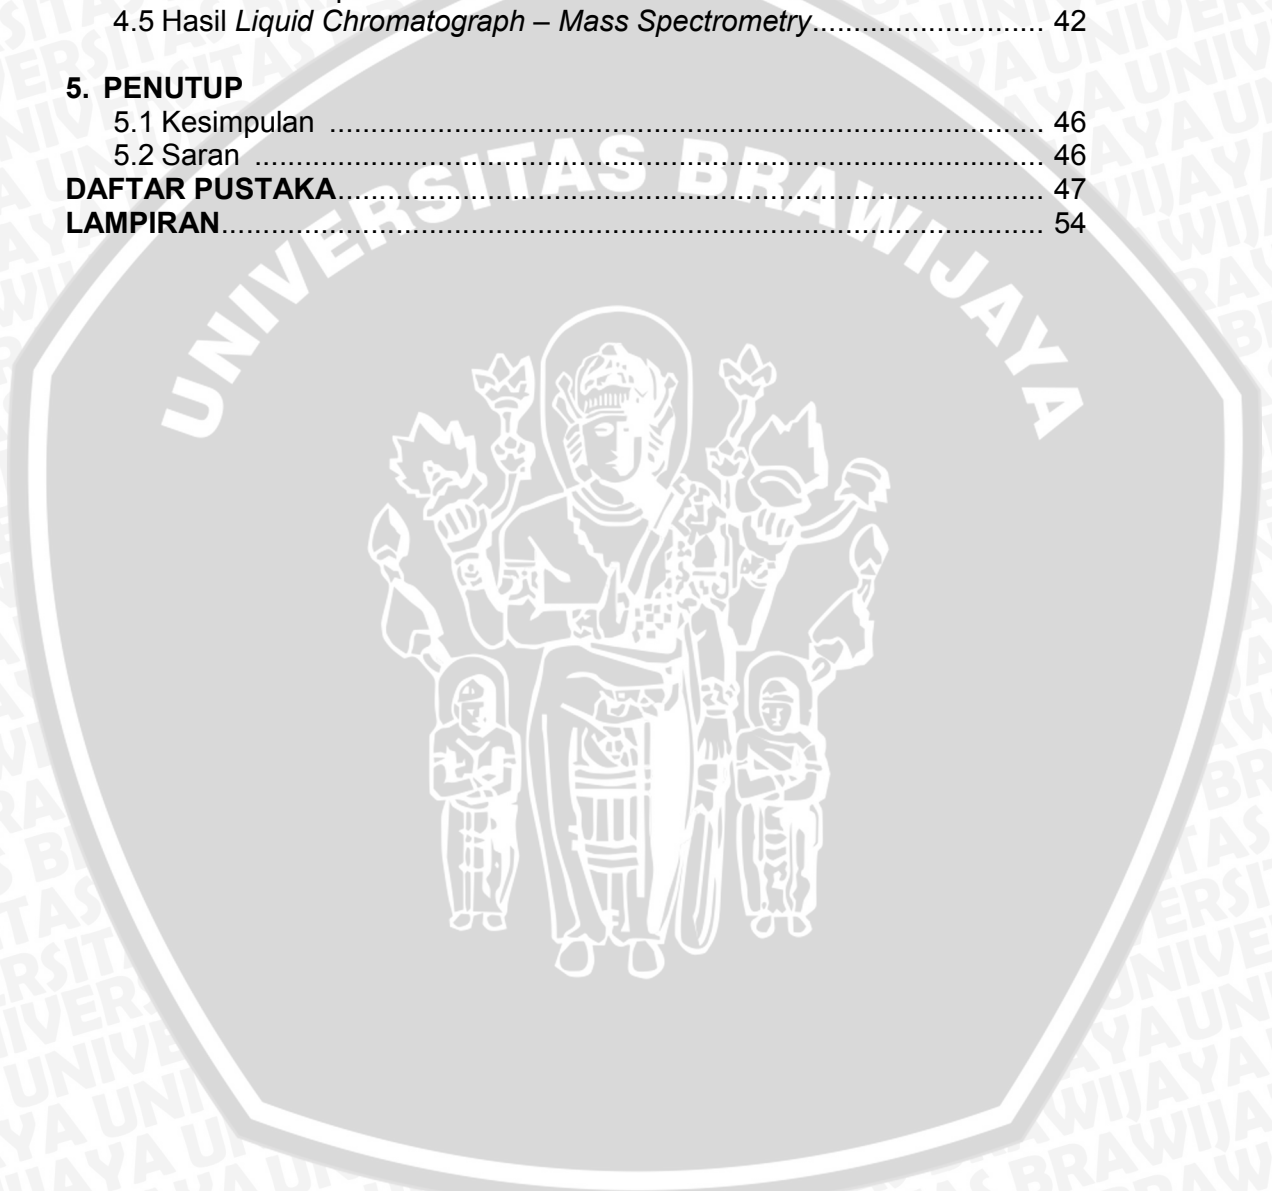 4.5 Hasil Liquid Chromatograph – Mass Spectrometry............................. 42
5. PENUTUP
5.1 Kesimpulan ........................................................................ 46
5.2 Saran ................................................................................ 46
DAFTAR PUSTAKA....................................................................... 47
LAMPIRAN................................................................................... 54
UNIVERSITAS BRAWIJAYA